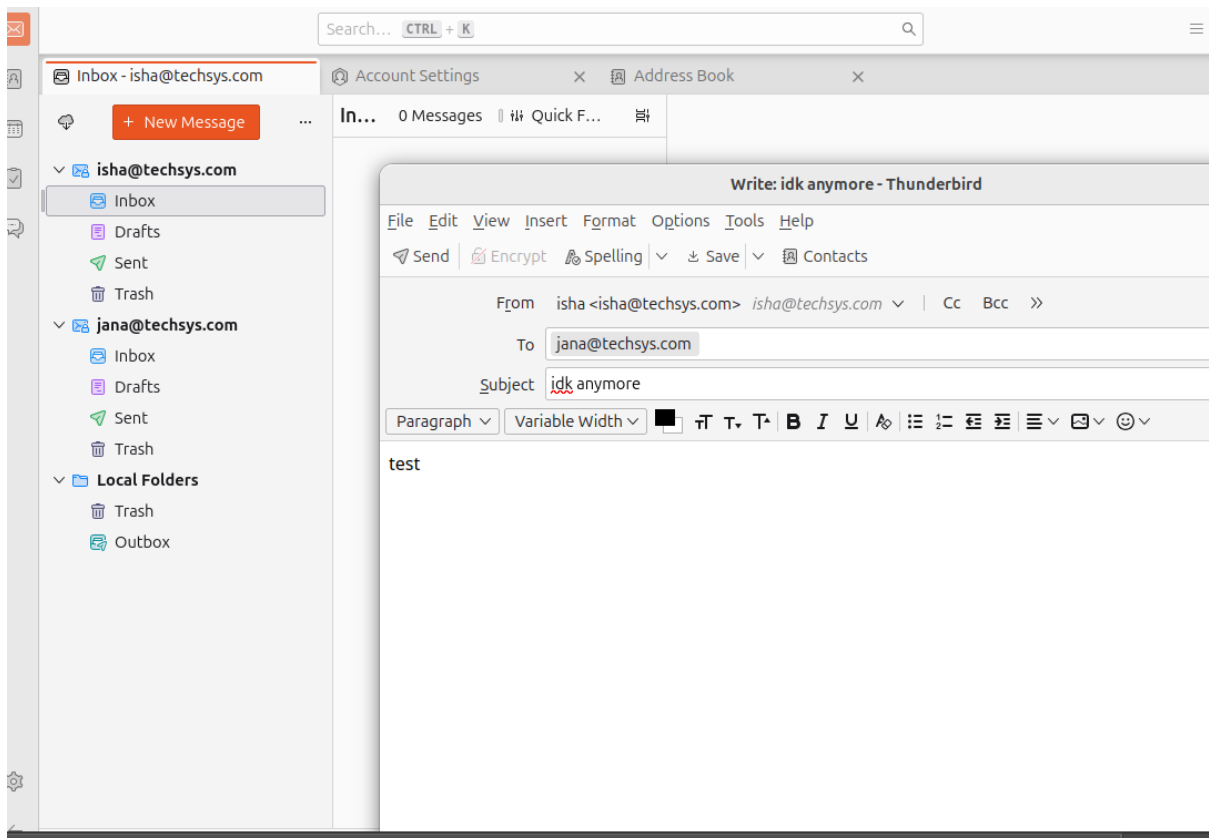 Search... CTRL + K
Inbox - isha@techsys.com
Account Settings
Address Book
+ New Message
isha@techsys.com
Inbox
Drafts
Sent
Trash
jana@techsys.com
Inbox
Drafts
Sent
Trash
Local Folders
Trash
Outbox
In... 0 Messages Quick F...
Write: idk anymore - Thunderbird
File Edit View Insert Format Options Tools Help
Send Encrypt Spelling Save Contacts
From isha <isha@techsys.com> isha@techsys.com Cc Bcc
To jana@techsys.com
Subject idk anymore
Paragraph Variable Width B I U
test